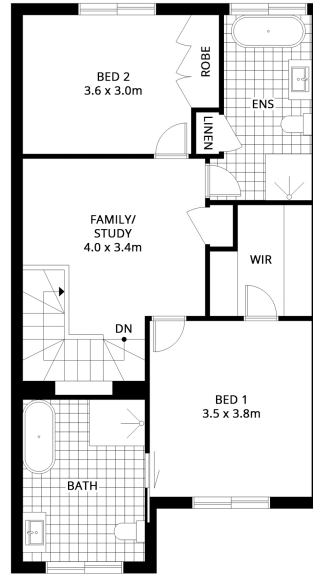 BED 2
3.6 x 3.0m
ROBE
ENS
LINEN
FAMILY/
STUDY
4.0 x 3.4m
WIR
DN
BED 1
3.5 x 3.8m
BATH